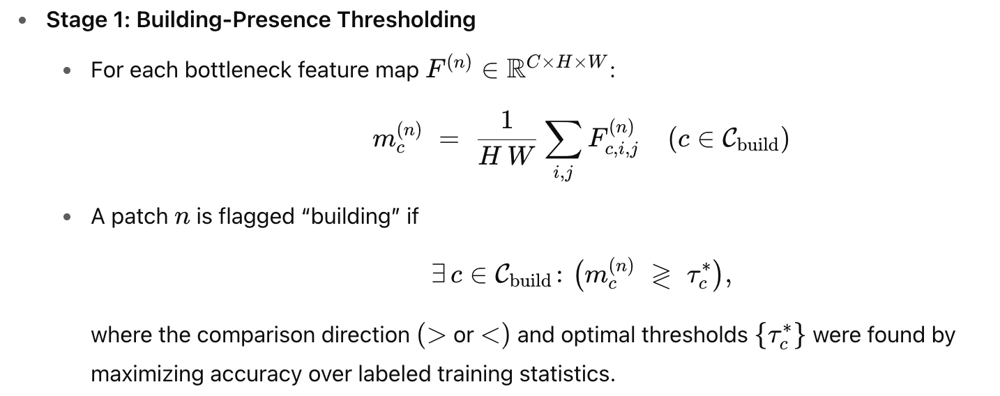 • Stage 1: Building-Presence Thresholding
• For each bottleneck feature map $F^{(n)} \in \mathbb{R}^{C \times H \times W}$:
$m_c^{(n)} = \frac{1}{H\,W} \sum_{i,j} F_{c,i,j}^{(n)} \quad (c \in \mathcal{C}_{\text{build}})$
• A patch $n$ is flagged “building” if
$\exists\, c \in \mathcal{C}_{\text{build}} : \left(m_c^{(n)} \gtrless \tau_c^*\right),$
where the comparison direction $(>$ or $<)$ and optimal thresholds $\{\tau_c^*\}$ were found by
maximizing accuracy over labeled training statistics.